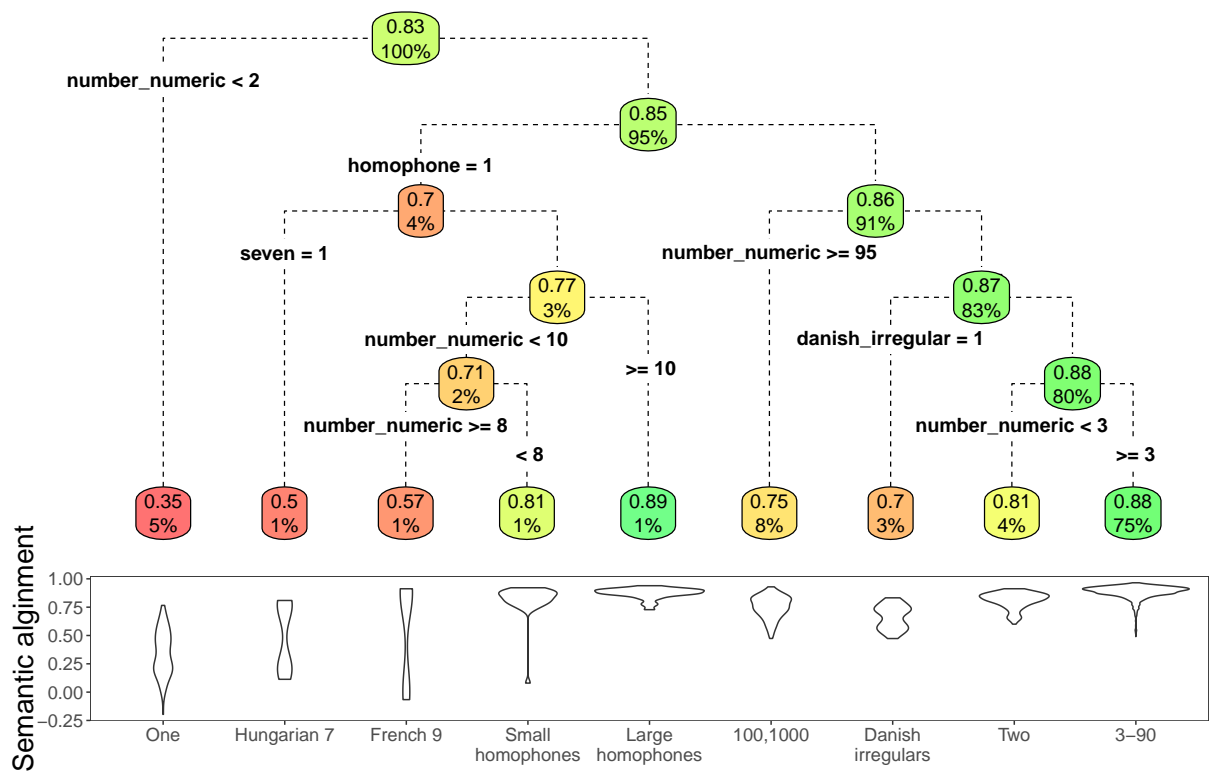 0.83
100%
number_numeric < 2
0.85
95%
homophone = 1
0.7
4%
0.86
91%
seven = 1
number_numeric >= 95
0.77
3%
0.87
83%
number_numeric < 10
>= 10
danish_irregular = 1
0.71
2%
0.88
80%
number_numeric >= 8
< 8
number_numeric < 3
>= 3
0.35
5%
0.5
1%
0.57
1%
0.81
1%
0.89
1%
0.75
8%
0.7
3%
0.81
4%
0.88
75%
Semantic alginment
1.00
0.75
0.50
0.25
0.00
−0.25
One
Hungarian 7
French 9
Small
homophones
Large
homophones
100,1000
Danish
irregulars
Two
3−90